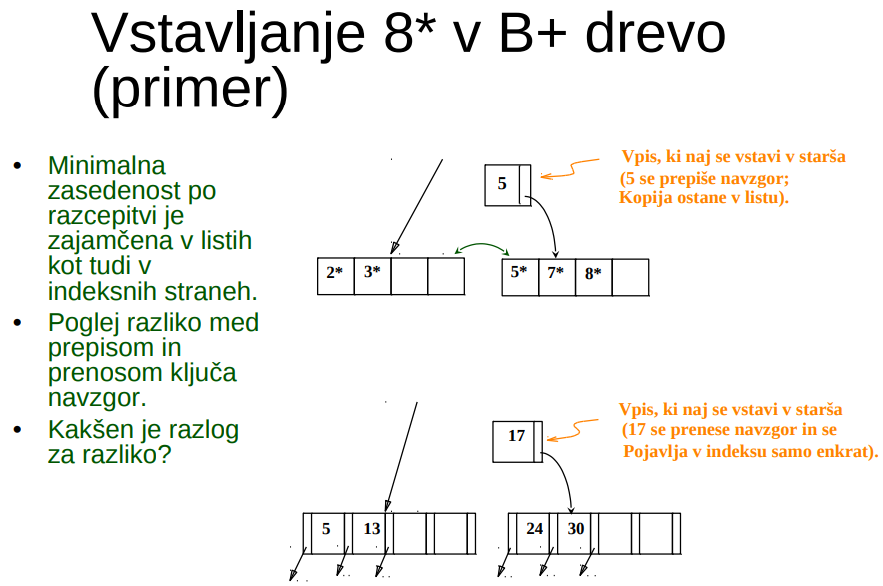 Vstavljanje 8* v B+ drevo
(primer)
• Minimalna
zasedenost po
razcepitvi je
zajamčena v listih
kot tudi v
indeksnih straneh.
• Poglej razliko med
prepisom in
prenosom ključa
navzgor.
• Kakšen je razlog
za razliko?
5
Vpis, ki naj se vstavi v starša
(5 se prepiše navzgor;
Kopija ostane v listu).
2* 3* 5* 7* 8*
17
Vpis, ki naj se vstavi v starša
(17 se prenese navzgor in se
Pojavlja v indeksu samo enkrat).
5 13 24 30